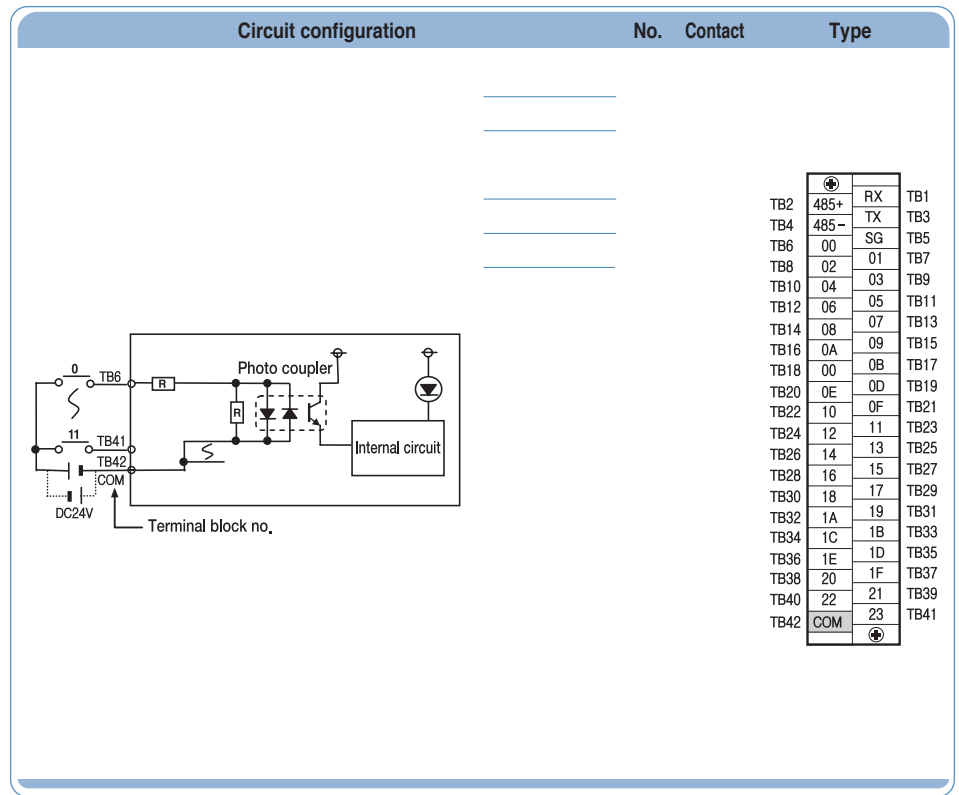 Circuit configuration No. Contact Type
0
TB6
R
Photo coupler
R
11
TB41
TB42
COM
Internal circuit
DC24V
Terminal block no.
RX TB1
TB2 485+
TX TB3
TB4 485-
SG TB5
TB6 00
01 TB7
TB8 02
03 TB9
TB10 04
05 TB11
TB12 06
07 TB13
TB14 08
09 TB15
TB16 0A
0B TB17
TB18 00
0D TB19
TB20 0E
0F TB21
TB22 10
11 TB23
TB24 12
13 TB25
TB26 14
15 TB27
TB28 16
17 TB29
TB30 18
19 TB31
TB32 1A
1B TB33
TB34 1C
1D TB35
TB36 1E
1F TB37
TB38 20
21 TB39
TB40 22
23 TB41
TB42 COM